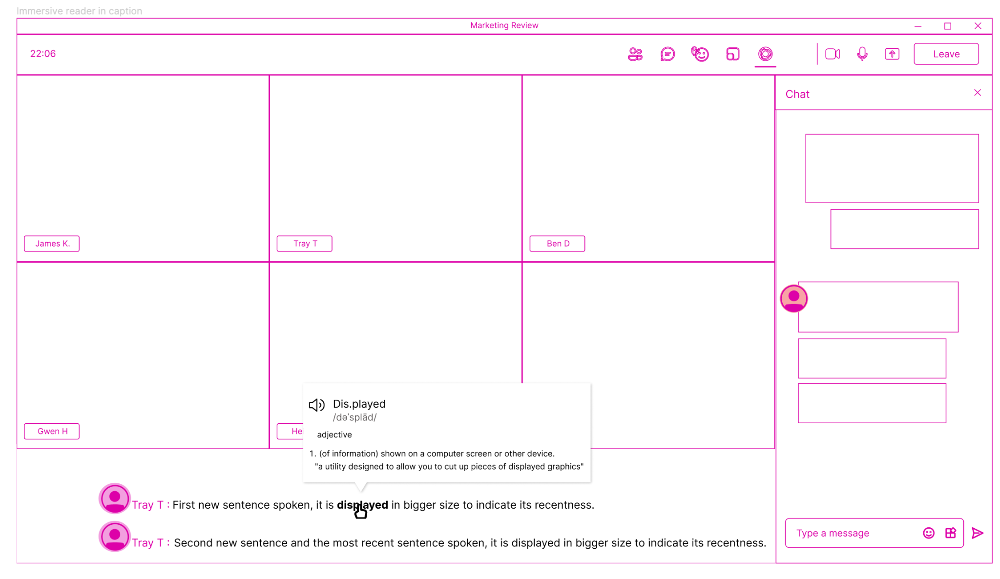 Immersive reader in caption
Marketing Review
22:06
Leave
Chat
James K.
Tray T
Ben D
Gwen H
Dis.played
/dəˈsplād/
adjective
1. (of information) shown on a computer screen or other device.
"a utility designed to allow you to cut up pieces of displayed graphics"
Tray T : First new sentence spoken, it is displayed in bigger size to indicate its recentness.
Tray T : Second new sentence and the most recent sentence spoken, it is displayed in bigger size to indicate its recentness.
Type a message